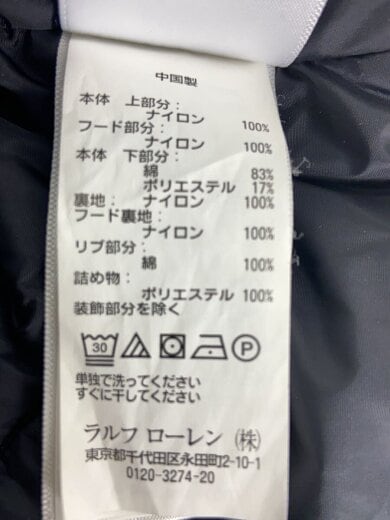 中国製
本体 上部分:
ナイロン 100%
フード部分:
ナイロン 100%
本体 下部分:
綿 83%
ポリエステル 17%
裏地: ナイロン 100%
フード裏地:
ナイロン 100%
リブ部分:
綿 100%
詰め物:
ポリエステル 100%
装飾部分を除く
30 P
単独で洗ってください
すぐに干してください
ラルフ ローレン (株)
東京都千代田区永田町2-10-1
0120-3274-20